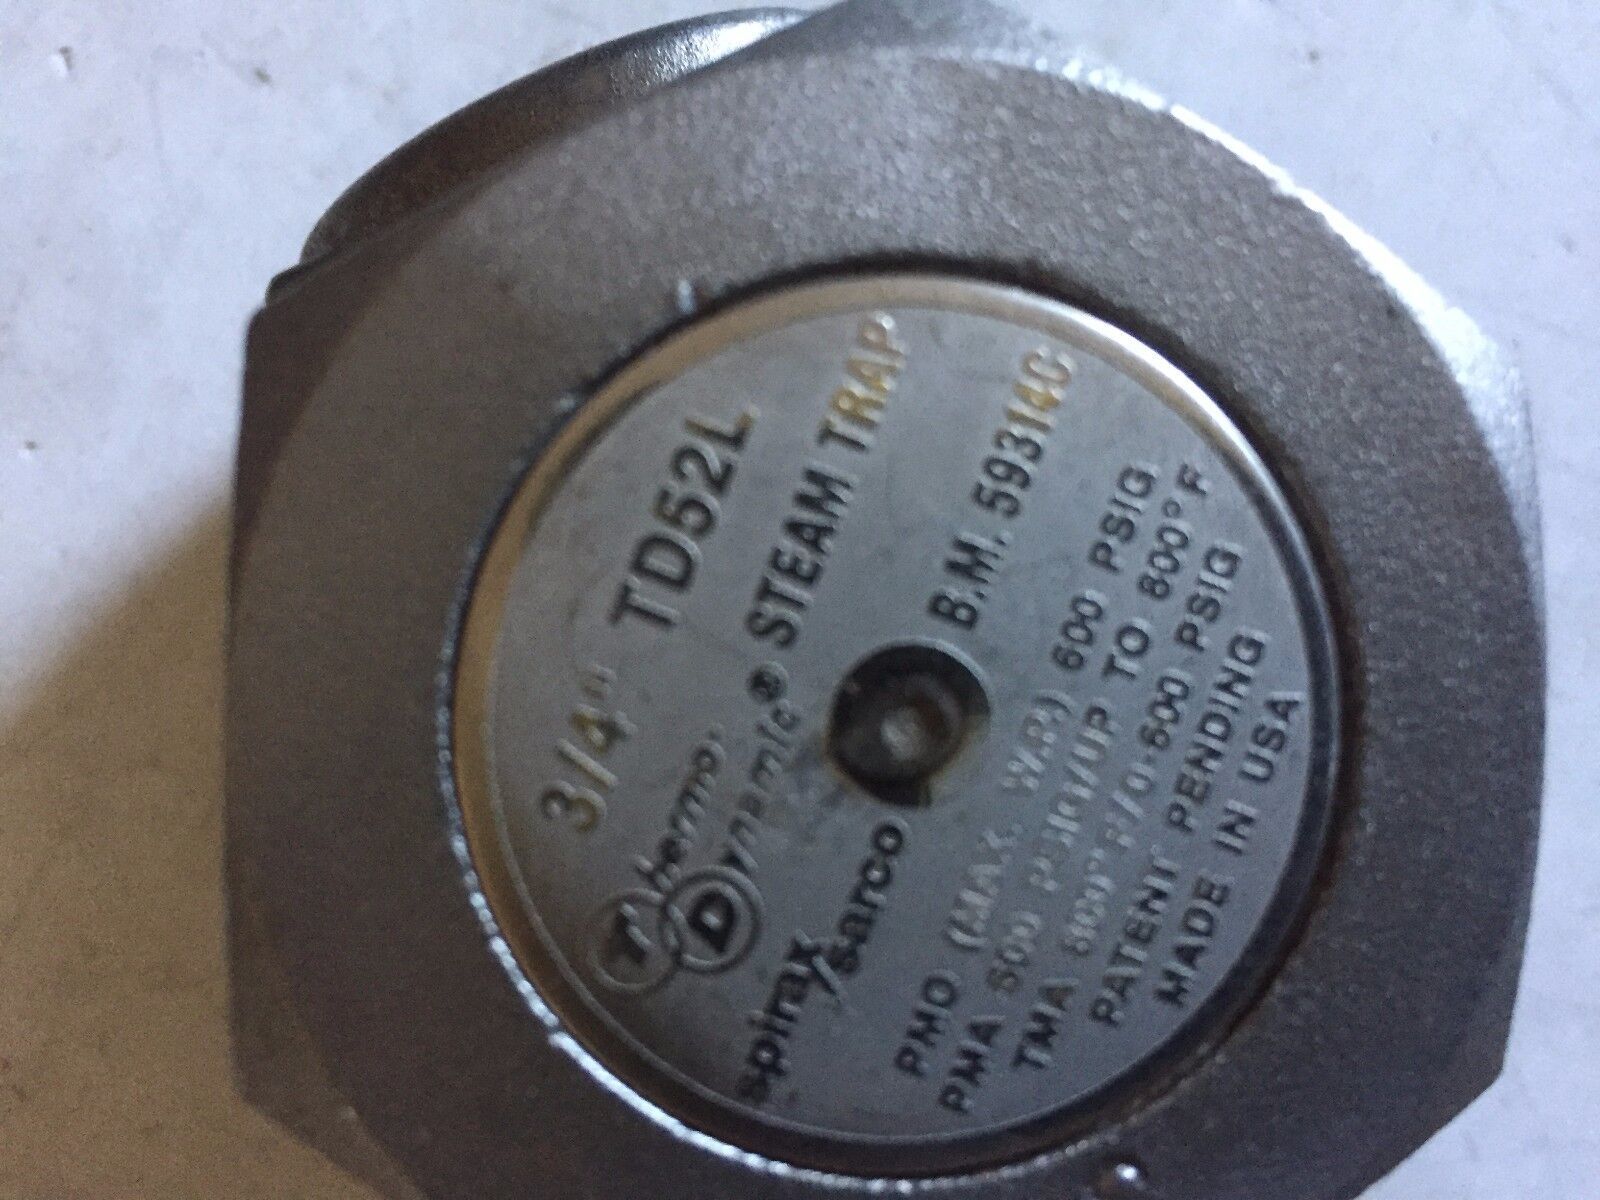 3/4" TD52L
Thermo-
Dynamic® STEAM TRAP
spirax
sarco B.M. 59314C
PMO (MAX. W.P.) 600 PSIG
PMA 600 PSIG/UP TO 800°F
TMA 800°F/0-600 PSIG
PATENT PENDING
MADE IN USA